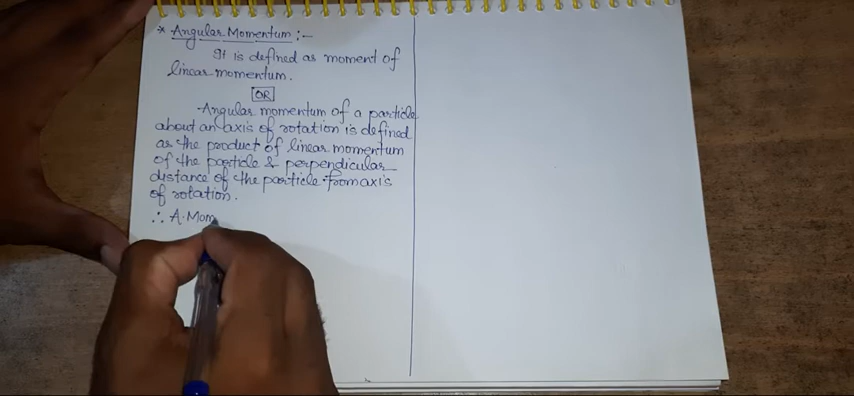 * Angular Momentum :-
It is defined as moment of
linear momentum.
OR
Angular momentum of a particle
about an axis of rotation is defined
as the product of linear momentum
of the particle & perpendicular
distance of the particle from axis
of rotation.
∴ A.Mom